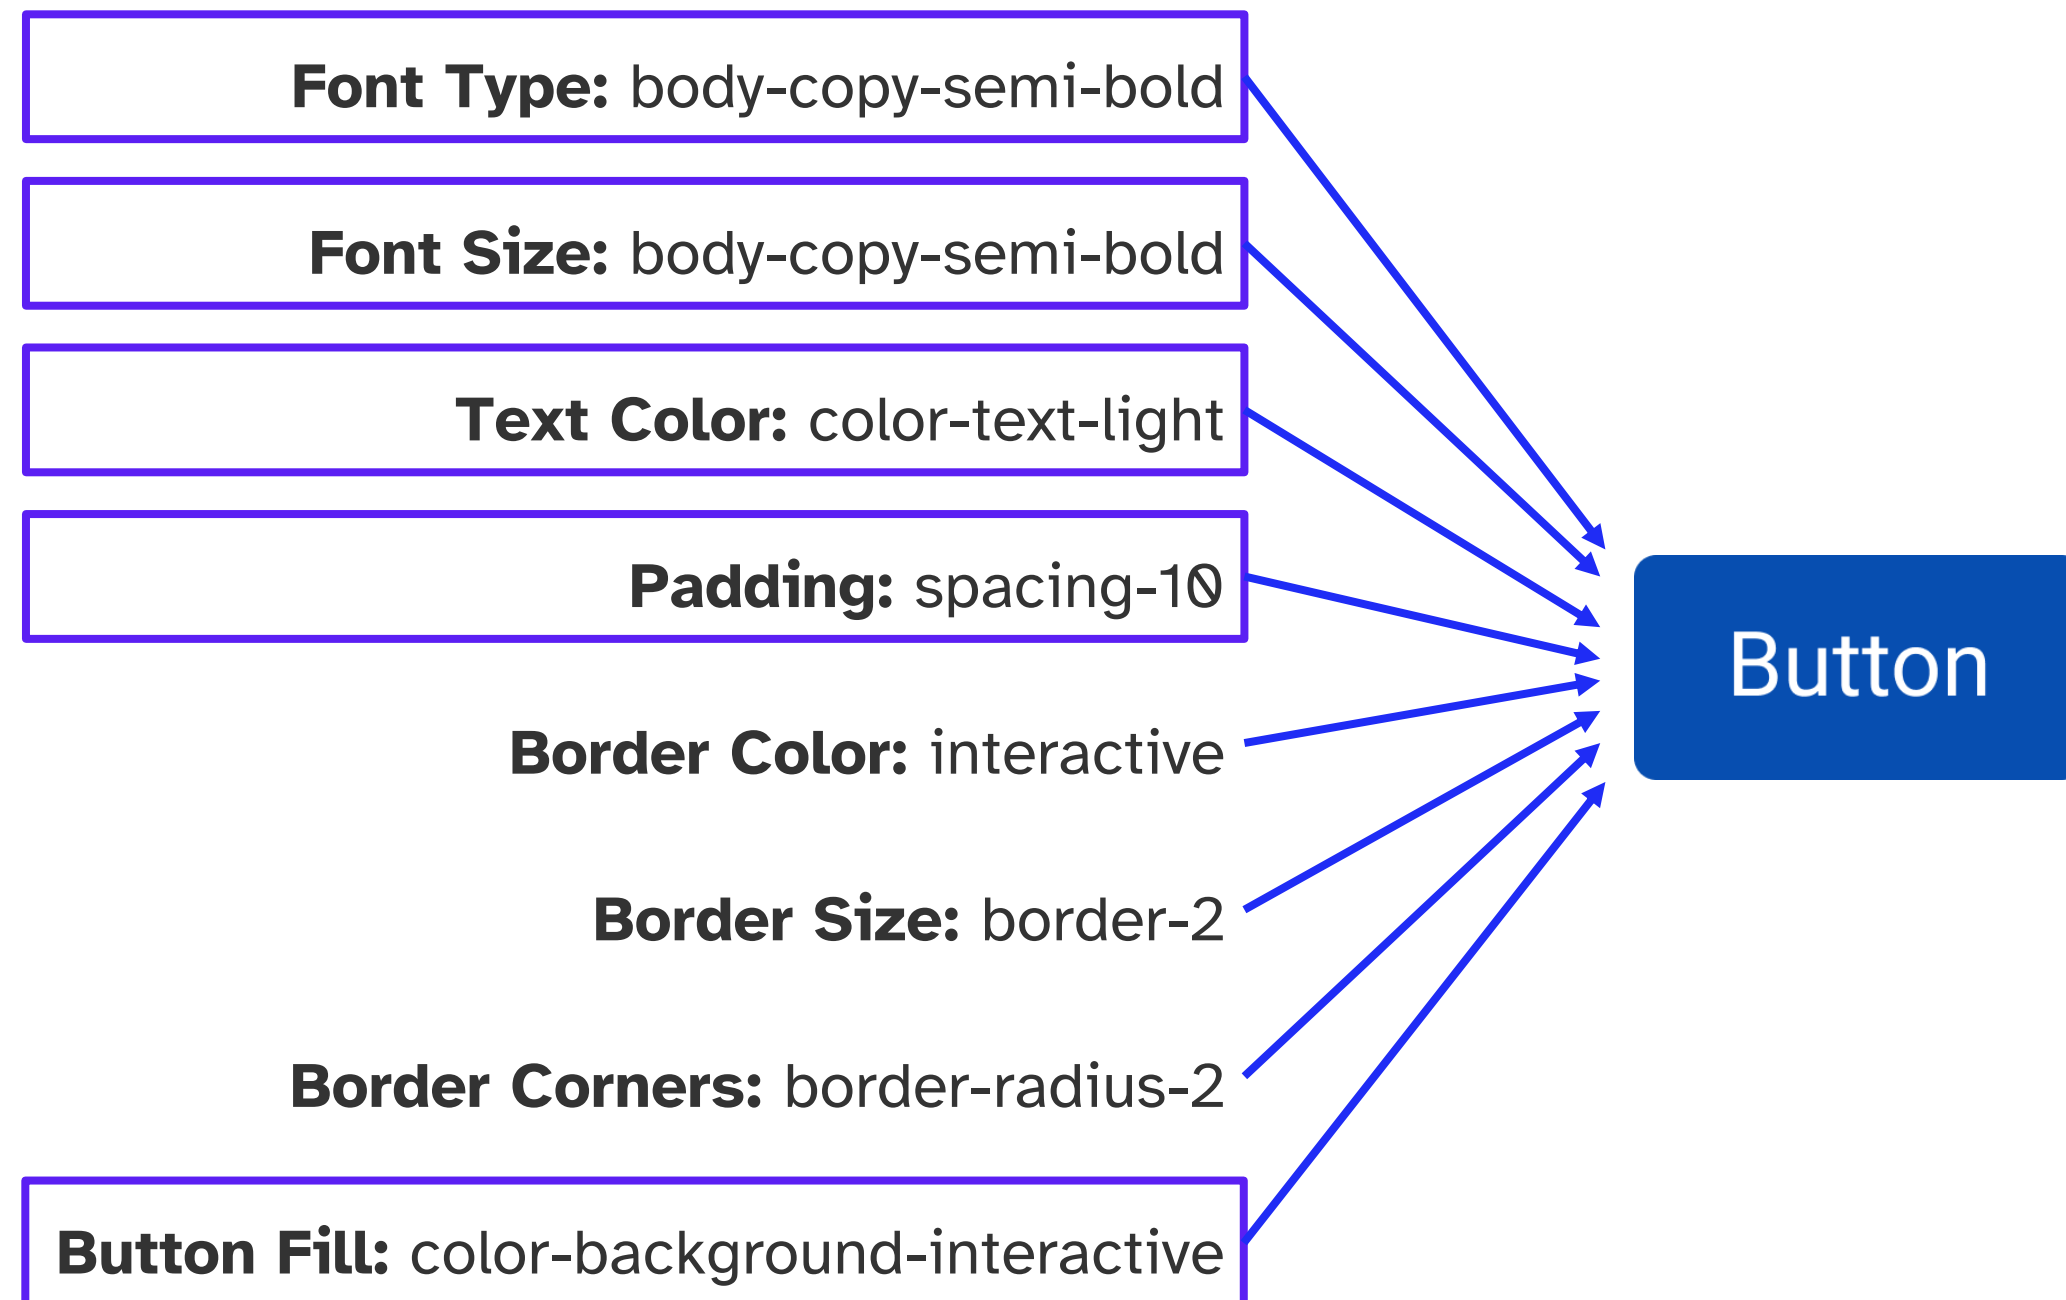 Font Type: body-copy-semi-bold
Font Size: body-copy-semi-bold
Text Color: color-text-light
Padding: spacing-10
Border Color: interactive
Border Size: border-2
Border Corners: border-radius-2
Button Fill: color-background-interactive
Button